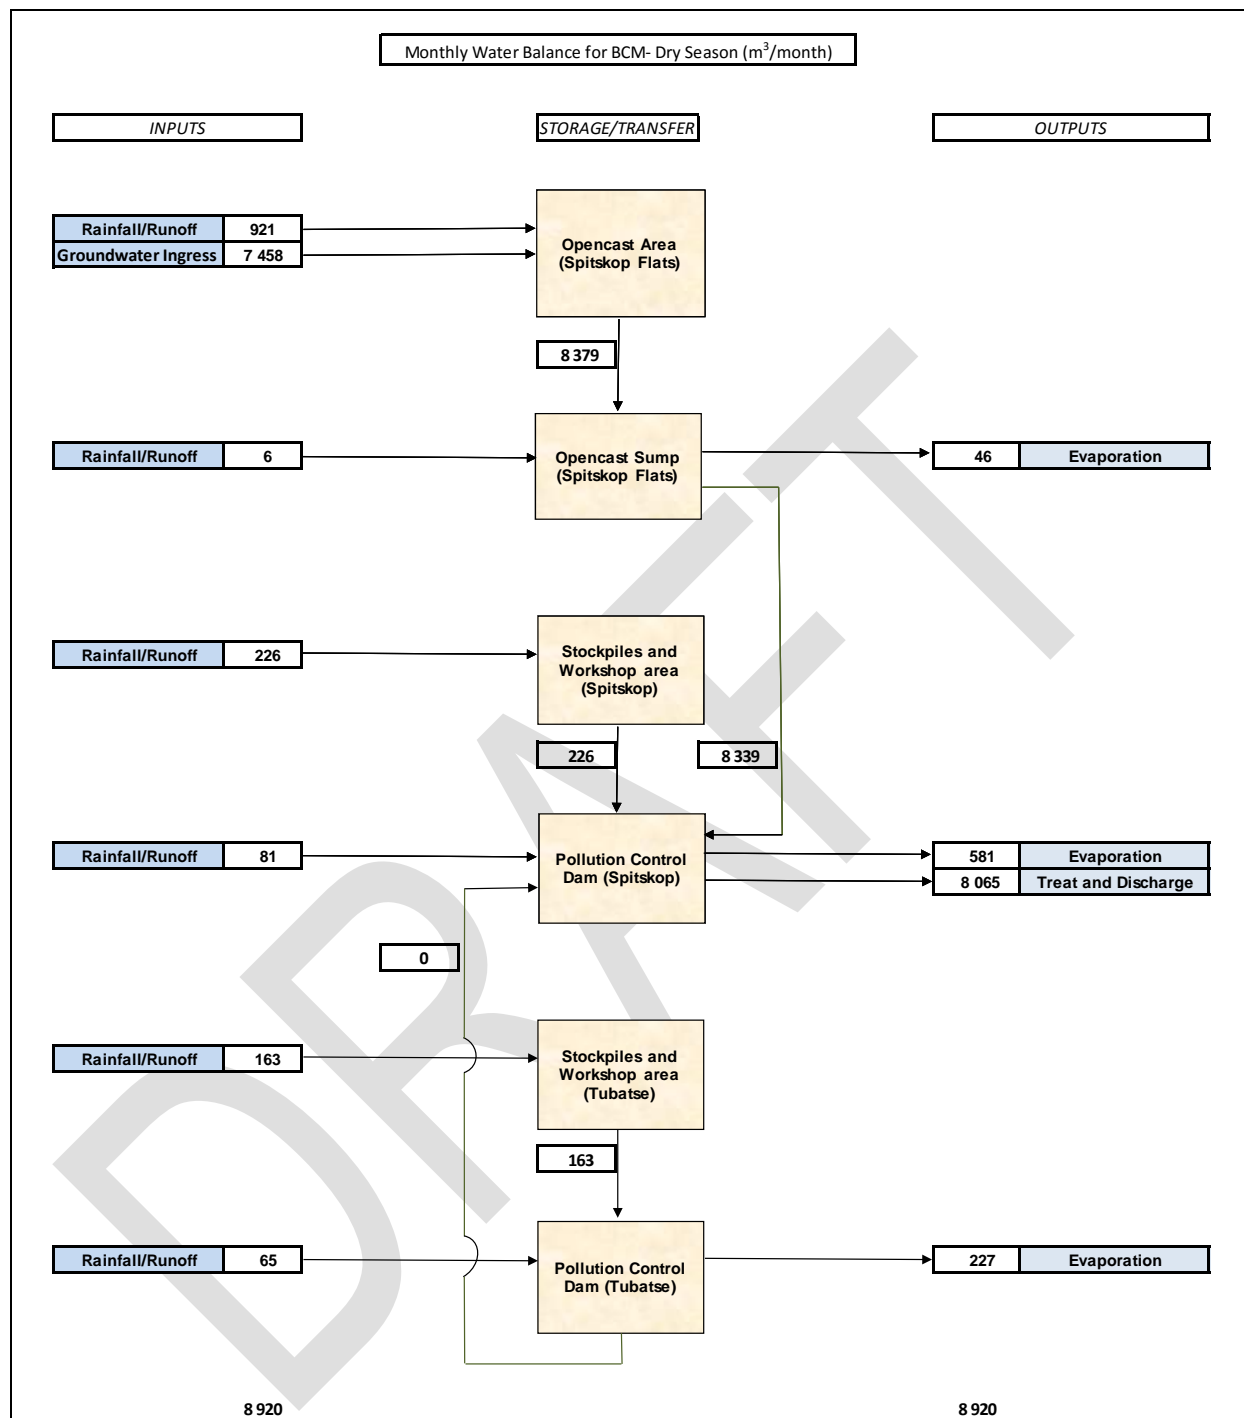 Monthly Water Balance for BCM- Dry Season (m³/month)
INPUTS
STORAGE/TRANSFER
OUTPUTS
Rainfall/Runoff 921
Groundwater Ingress 7 458
Opencast Area
(Spitskop Flats)
8 379
Rainfall/Runoff 6
Opencast Sump
(Spitskop Flats)
46 Evaporation
Rainfall/Runoff 226
Stockpiles and
Workshop area
(Spitskop)
226
8 339
Rainfall/Runoff 81
Pollution Control
Dam (Spitskop)
581 Evaporation
8 065 Treat and Discharge
0
Rainfall/Runoff 163
Stockpiles and
Workshop area
(Tubatse)
163
Rainfall/Runoff 65
Pollution Control
Dam (Tubatse)
227 Evaporation
8 920
8 920
DRAFT